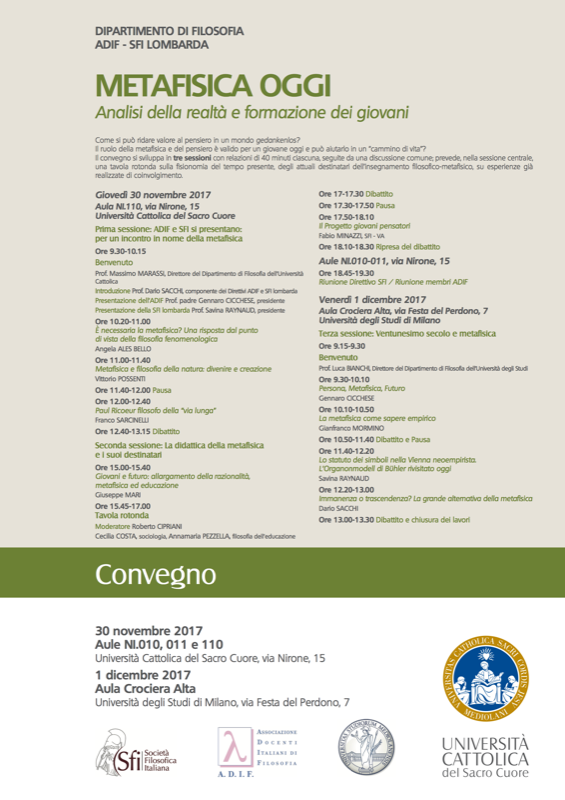 DIPARTIMENTO DI FILOSOFIA
ADIF - SFI LOMBARDA
METAFISICA OGGI
Analisi della realtà e formazione dei giovani
Come si può ridare valore al pensiero in un mondo gedankenlos?
Il ruolo della metafisica e del pensiero è valido per un giovane oggi e può aiutarlo in un "cammino di vita"?
Il convegno si sviluppa in tre sessioni con relazioni di 40 minuti ciascuna, seguite da una discussione comune; prevede, nella sessione centrale,
una tavola rotonda sulla fisionomia del tempo presente, degli attuali destinatari dell'insegnamento filosofico-metafisico, su esperienze già
realizzate di coinvolgimento.
Giovedì 30 novembre 2017
Aula NI.110, via Nirone, 15
Università Cattolica del Sacro Cuore
Prima sessione: ADIF e SFI si presentano:
per un incontro in nome della metafisica
Ore 9.30-10.15
Benvenuto
Prof. Massimo MARASSI, Direttore del Dipartimento di Filosofia dell'Università
Cattolica
Introduzione Prof. Dario SACCHI, componente dei Direttivi ADIF e SFI lombarda
Presentazione dell'ADIF Prof. padre Gennaro CICCHESE, presidente
Presentazione della SFI lombarda Prof. Savina RAYNAUD, presidente
Ore 10.20-11.00
È necessaria la metafisica? Una risposta dal punto
di vista della filosofia fenomenologica
Angela ALES BELLO
Ore 11.00-11.40
Metafisica e filosofia della natura: divenire e creazione
Vittorio POSSENTI
Ore 11.40-12.00 Pausa
Ore 12.00-12.40
Paul Ricoeur filosofo della "via lunga"
Franco SARCINELLI
Ore 12.40-13.15 Dibattito
Seconda sessione: La didattica della metafisica
e i suoi destinatari
Ore 15.00-15.40
Giovani e futuro: allargamento della razionalità,
metafisica ed educazione
Giuseppe MARI
Ore 15.45-17.00
Tavola rotonda
Moderatore Roberto CIPRIANI
Cecilia COSTA, sociologia, Annamaria PEZZELLA, filosofia dell'educazione
Ore 17-17.30 Dibattito
Ore 17.30-17.50 Pausa
Ore 17.50-18.10
Il Progetto giovani pensatori
Fabio MINAZZI, SFI - VA
Ore 18.10-18.30 Ripresa del dibattito
Aule NI.010-011, via Nirone, 15
Ore 18.45-19.30
Riunione Direttivo SFI / Riunione membri ADIF
Venerdì 1 dicembre 2017
Aula Crociera Alta, via Festa del Perdono, 7
Università degli Studi di Milano
Terza sessione: Ventunesimo secolo e metafisica
Ore 9.15-9.30
Benvenuto
Prof. Luca BIANCHI, Direttore del Dipartimento di Filosofia dell'Università degli Studi
Ore 9.30-10.10
Persona, Metafisica, Futuro
Gennaro CICCHESE
Ore 10.10-10.50
La metafisica come sapere empirico
Gianfranco MORMINO
Ore 10.50-11.40 Dibattito e Pausa
Ore 11.40-12.20
Lo statuto dei simboli nella Vienna neoempirista.
L'Organonmodell di Bühler rivisitato oggi
Savina RAYNAUD
Ore 12.20-13.00
Immanenza o trascendenza? La grande alternativa della metafisica
Dario SACCHI
Ore 13.00-13.30 Dibattito e chiusura dei lavori
Convegno
30 novembre 2017
Aule NI.010, 011 e 110
Università Cattolica del Sacro Cuore, via Nirone, 15
1 dicembre 2017
Aula Crociera Alta
Università degli Studi di Milano, via Festa del Perdono, 7
Sfi Società
Filosofica
Italiana
λ
ASSOCIAZIONE
DOCENTI
ITALIANI DI
FILOSOFIA
A. D. I. F.
UNIVERSITAS CATHOLICA SACRI CORDIS JESU
MEDIOLANI
UNIVERSITÀ
CATTOLICA
del Sacro Cuore